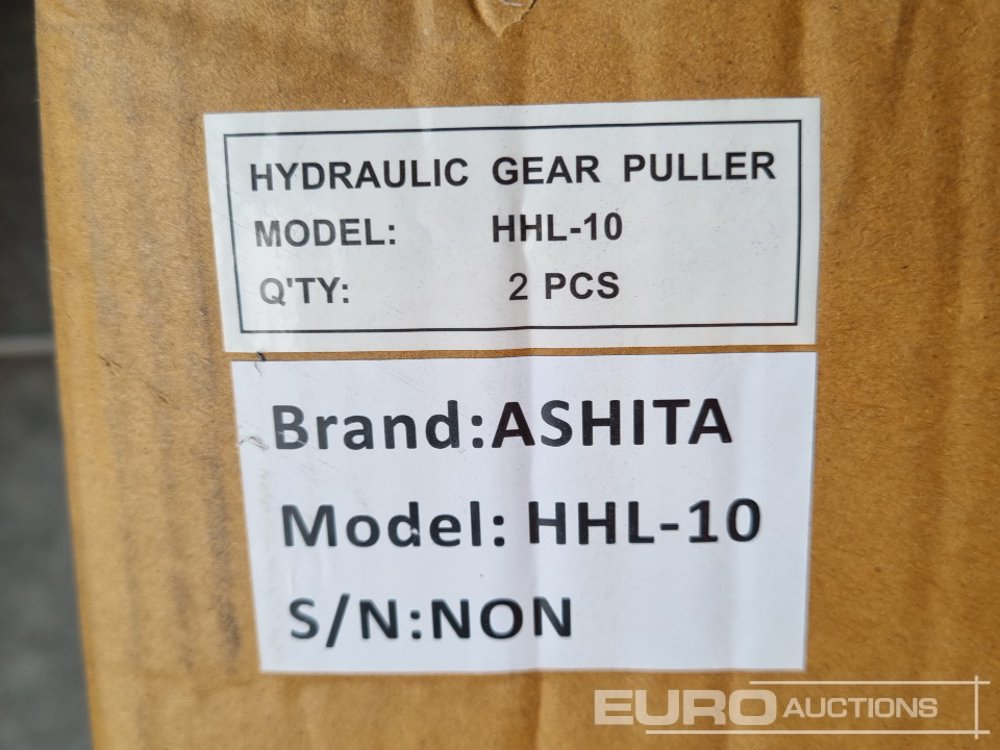 HYDRAULIC GEAR PULLER
MODEL: HHL-10
Q'TY: 2 PCS
Brand:ASHITA
Model: HHL-10
S/N:NON
EURO AUCTIONS